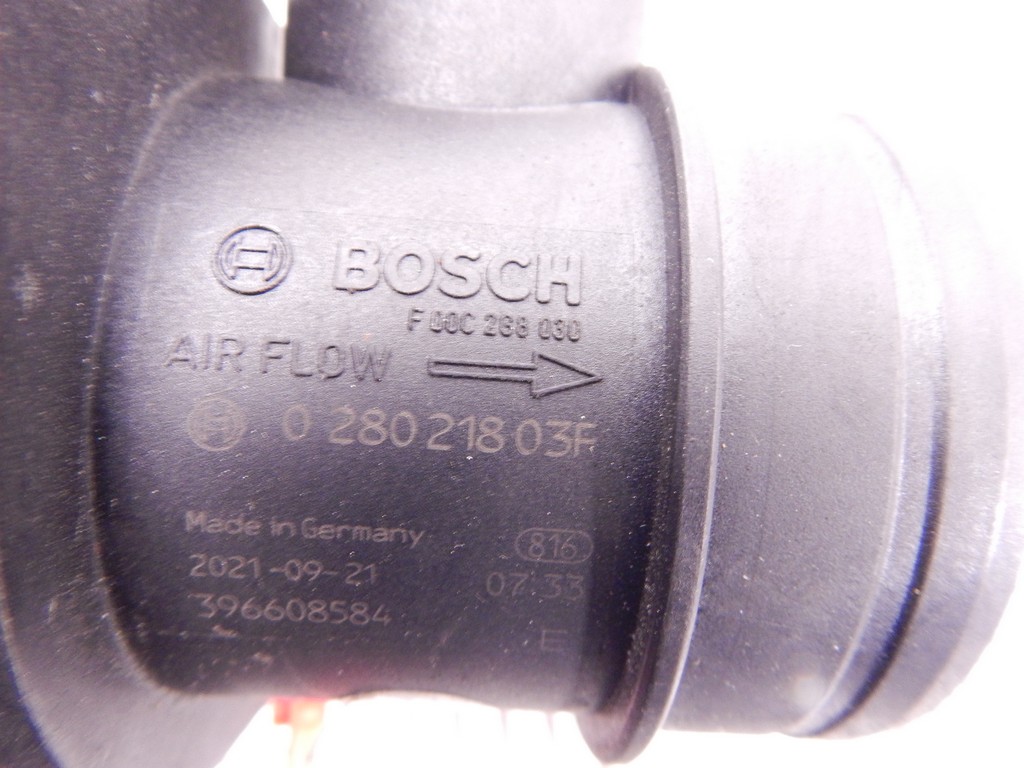 BOSCH
F 00C 2G8 030
AIR FLOW
0 280 218 03F
Made in Germany
816
2021-09-21
07 33
396608584
E